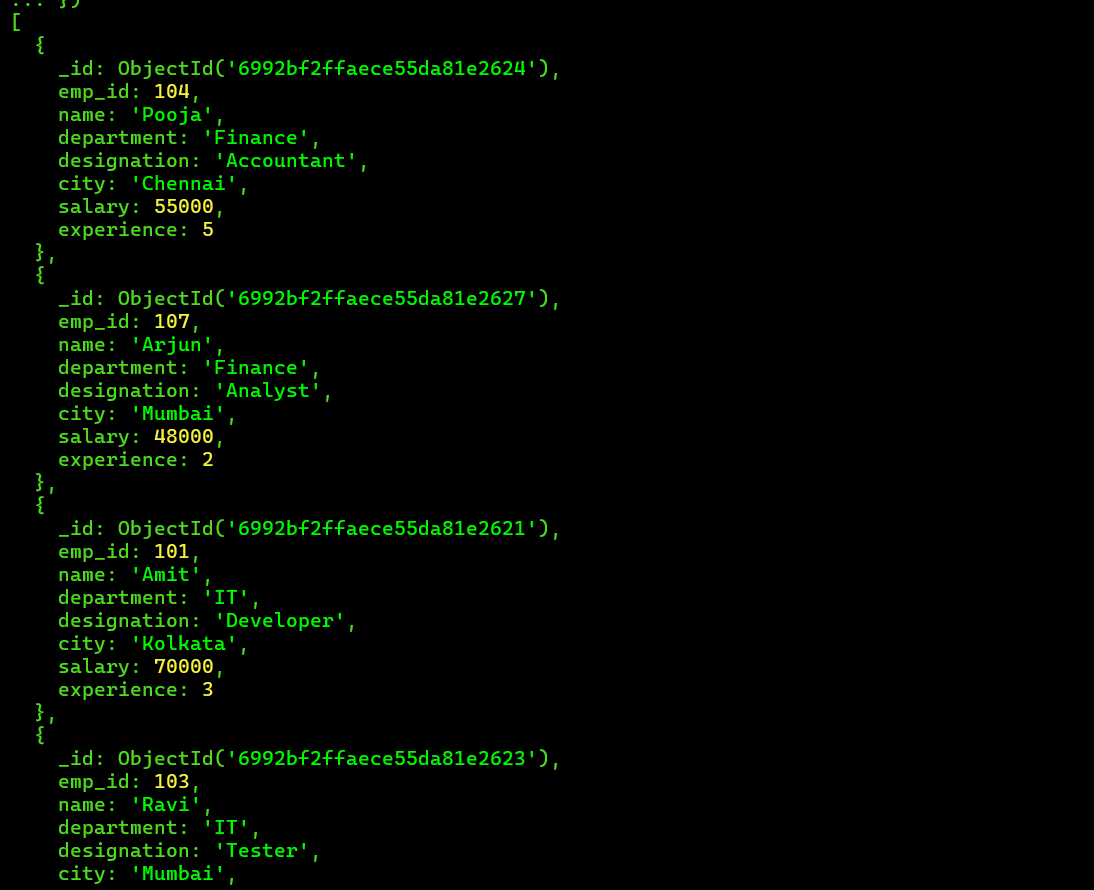 ... })
[
  {
    _id: ObjectId('6992bf2ffaece55da81e2624'),
    emp_id: 104,
    name: 'Pooja',
    department: 'Finance',
    designation: 'Accountant',
    city: 'Chennai',
    salary: 55000,
    experience: 5
  },
  {
    _id: ObjectId('6992bf2ffaece55da81e2627'),
    emp_id: 107,
    name: 'Arjun',
    department: 'Finance',
    designation: 'Analyst',
    city: 'Mumbai',
    salary: 48000,
    experience: 2
  },
  {
    _id: ObjectId('6992bf2ffaece55da81e2621'),
    emp_id: 101,
    name: 'Amit',
    department: 'IT',
    designation: 'Developer',
    city: 'Kolkata',
    salary: 70000,
    experience: 3
  },
  {
    _id: ObjectId('6992bf2ffaece55da81e2623'),
    emp_id: 103,
    name: 'Ravi',
    department: 'IT',
    designation: 'Tester',
    city: 'Mumbai',